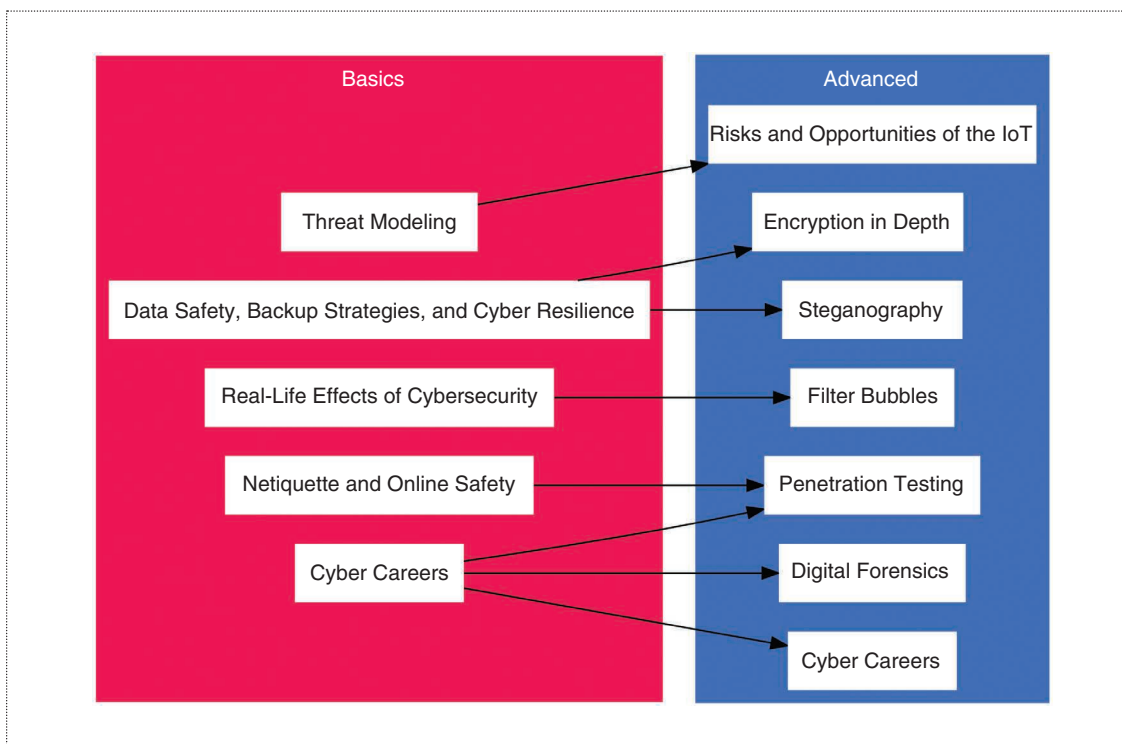 Basics
Threat Modeling
Data Safety, Backup Strategies, and Cyber Resilience
Real-Life Effects of Cybersecurity
Netiquette and Online Safety
Cyber Careers
Advanced
Risks and Opportunities of the IoT
Encryption in Depth
Steganography
Filter Bubbles
Penetration Testing
Digital Forensics
Cyber Careers